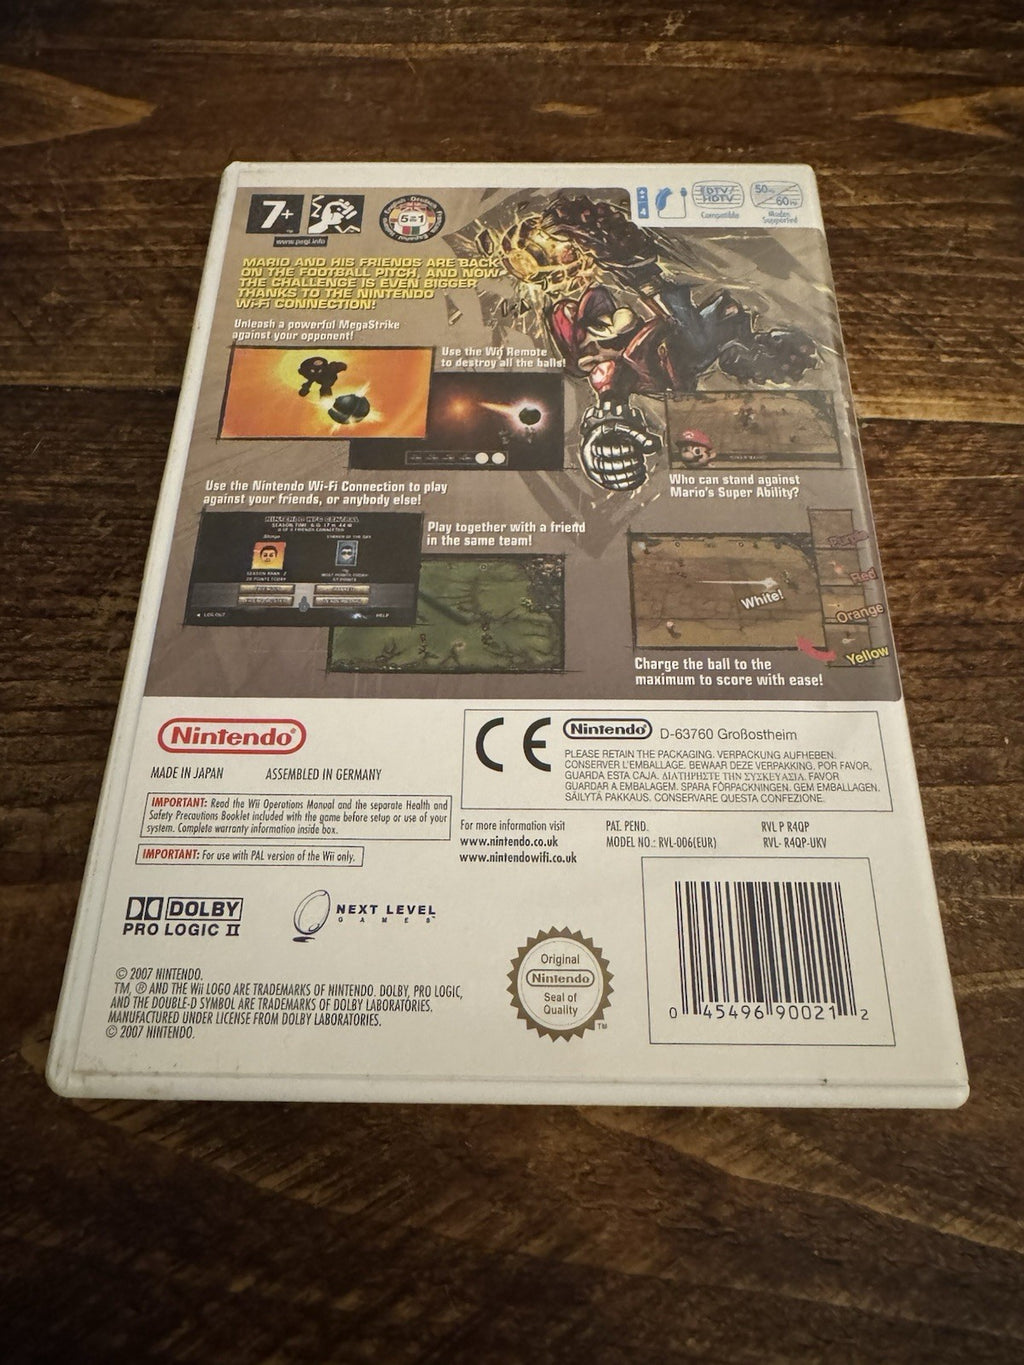 7+
www.pegi.info
English · Deutsch
5in1
EDTV/
HDTV
Compatible
50Hz
60Hz
Modes
Supported
MARIO AND HIS FRIENDS ARE BACK
ON THE FOOTBALL PITCH, AND NOW
THE CHALLENGE IS EVEN BIGGER
THANKS TO THE NINTENDO
Wi-Fi CONNECTION!
Unleash a powerful MegaStrike
against your opponent!
Use the Wii Remote
to destroy all the balls!
Who can stand against
Mario's Super Ability?
Use the Nintendo Wi-Fi Connection to play
against your friends, or anybody else!
NINTENDO WFC CENTRAL
LOG OUT
HELP
Play together with a friend
in the same team!
Purple
Red
White!
Orange
Yellow
Charge the ball to the
maximum to score with ease!
Nintendo®
MADE IN JAPAN ASSEMBLED IN GERMANY
IMPORTANT: Read the Wii Operations Manual and the separate Health and
Safety Precautions Booklet included with the game before setup or use of your
system. Complete warranty information inside box.
IMPORTANT: For use with PAL version of the Wii only.
CE Nintendo® D-63760 Großostheim
PLEASE RETAIN THE PACKAGING. VERPACKUNG AUFHEBEN.
CONSERVER L'EMBALLAGE. BEWAAR DEZE VERPAKKING. POR FAVOR,
GUARDA ESTA CAJA. ΔΙΑΤΗΡΗΣΤΕ ΤΗΝ ΣΥΣΚΕΥΑΣΙΑ. FAVOR
GUARDAR A EMBALAGEM. SPARA FÖRPACKNINGEN. GEM EMBALLAGEN.
SÄILYTÄ PAKKAUS. CONSERVARE QUESTA CONFEZIONE.
For more information visit
www.nintendo.co.uk
www.nintendowifi.co.uk
PAT. PEND. RVL P R4QP
MODEL NO.: RVL-006(EUR) RVL- R4QP-UKV
DOLBY
PRO LOGIC II
NEXT LEVEL
GAMES™
Original
Nintendo
Seal of
Quality
TM
0 45496 90021 2
© 2007 NINTENDO.
TM, ® AND THE Wii LOGO ARE TRADEMARKS OF NINTENDO. DOLBY, PRO LOGIC,
AND THE DOUBLE-D SYMBOL ARE TRADEMARKS OF DOLBY LABORATORIES.
MANUFACTURED UNDER LICENSE FROM DOLBY LABORATORIES.
© 2007 NINTENDO.